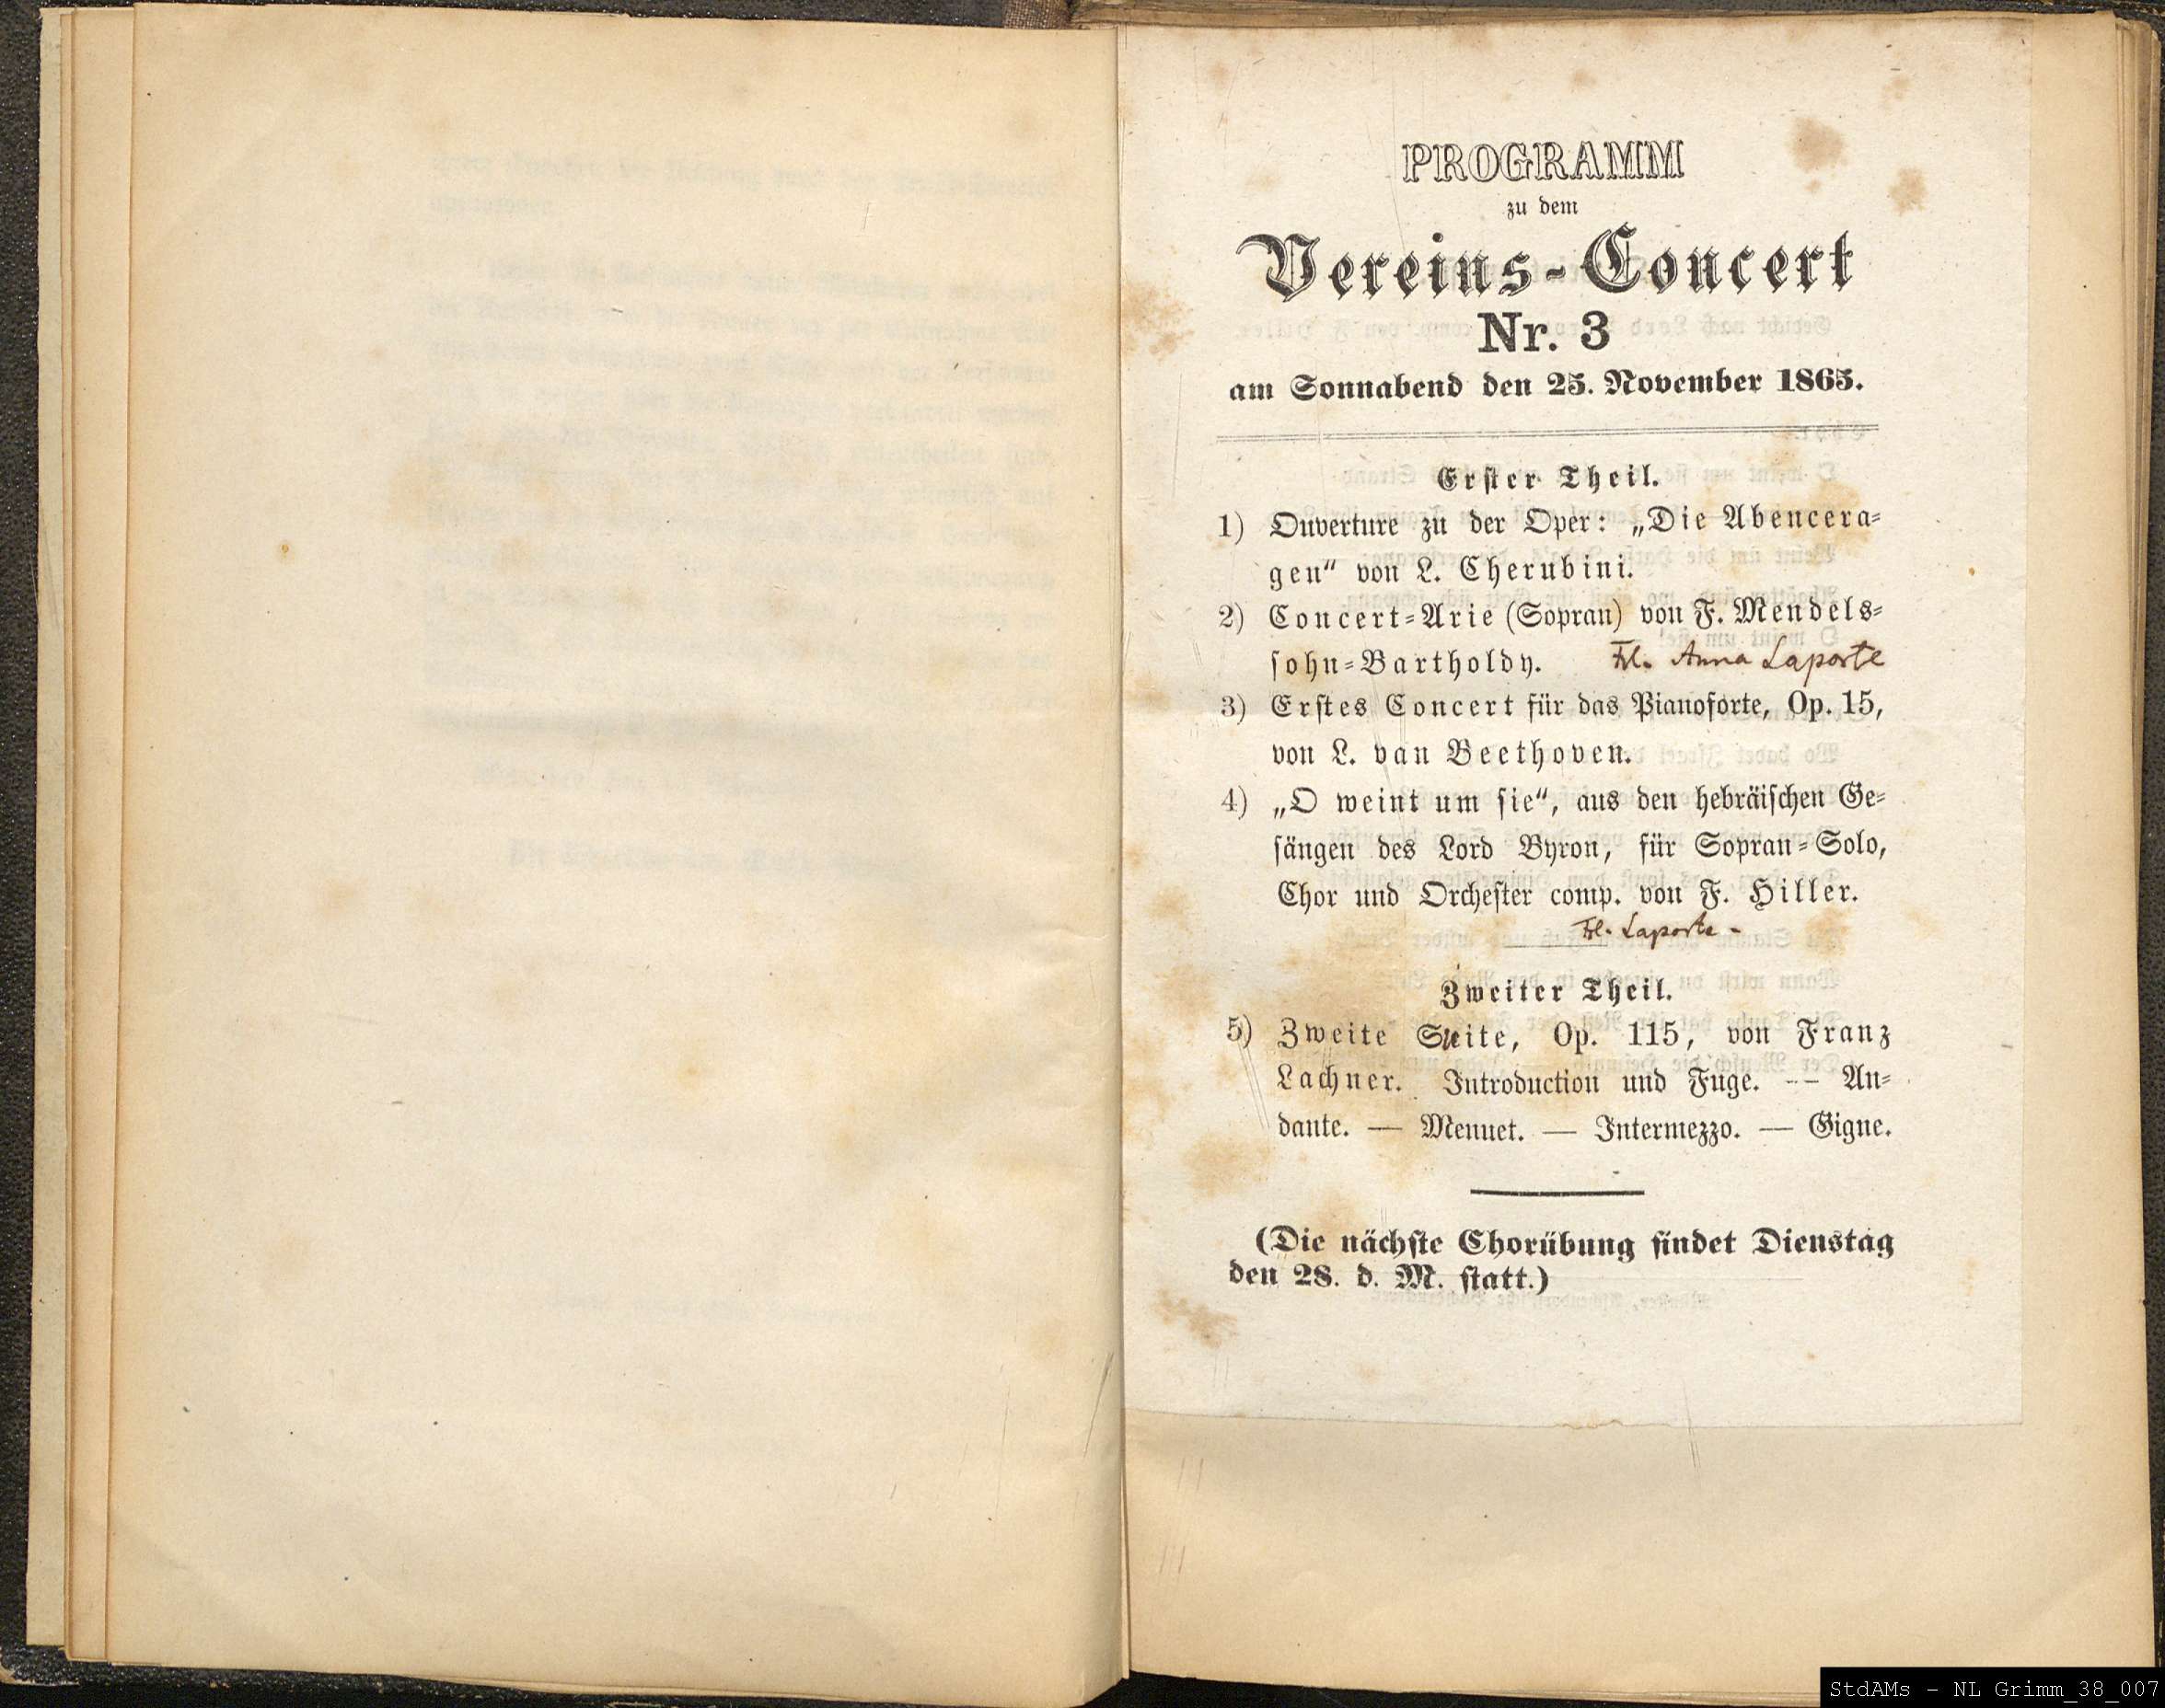 PROGRAMM
zu dem
Vereins-Concert
Nr. 3
am Sonnabend den 25. November 1865.
Erster Theil.
1) Ouverture zu der Oper: „Die Abencera-
gen“ von L. Cherubini.
2) Concert-Arie (Sopran) von F. Mendels-
sohn-Bartholdy. Frl. Anna Laporte
3) Erstes Concert für das Pianoforte, Op. 15,
von L. van Beethoven.
4) „O weint um sie“, aus den hebräischen Ge-
sängen des Lord Byron, für Sopran-Solo,
Chor und Orchester comp. von F. Hiller.
Frl. Laporte -
Zweiter Theil.
5) Zweite Suite, Op. 115, von Franz
Lachner. Introduction und Fuge. — An-
dante. — Menuet. — Intermezzo. — Gigne.
(Die nächste Chorübung findet Dienstag
den 28. d. M. statt.)
StdAMs - NL Grimm_38_007